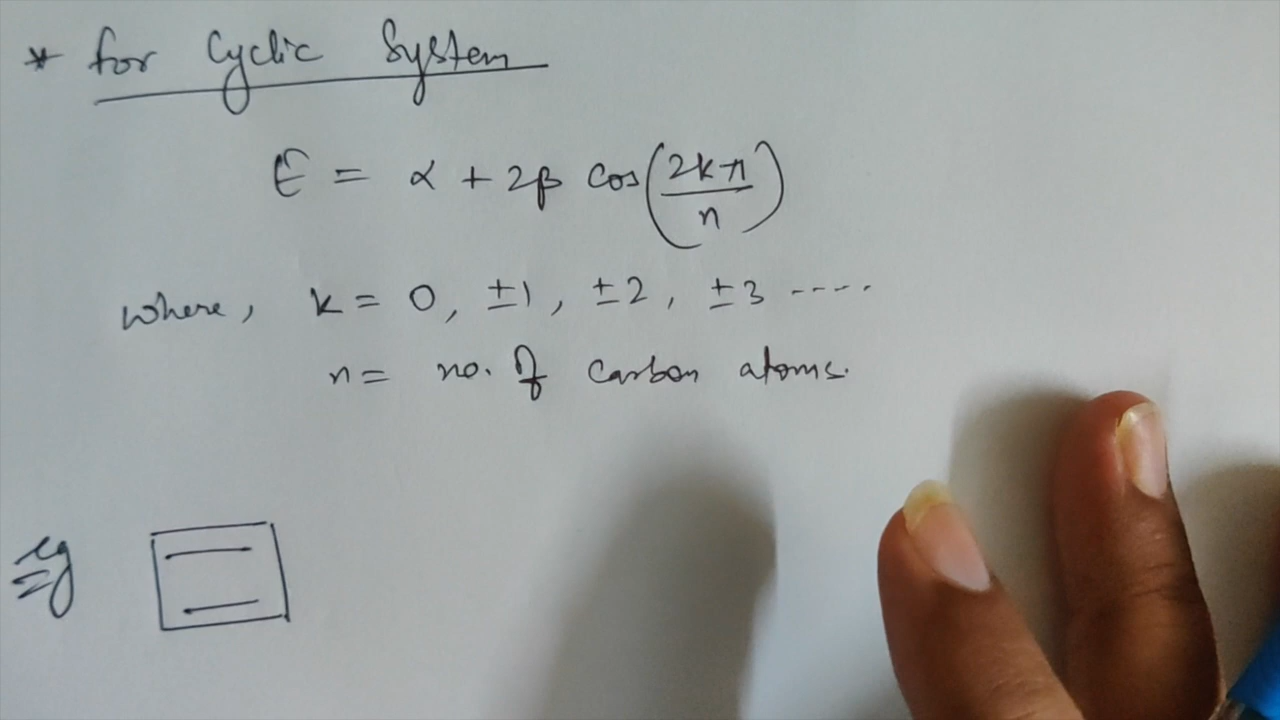 * for Cyclic System
E = α + 2β cos(2kπ/n)
where, k = 0, ±1, ±2, ±3 -----
n = no. of carbon atoms.
eg